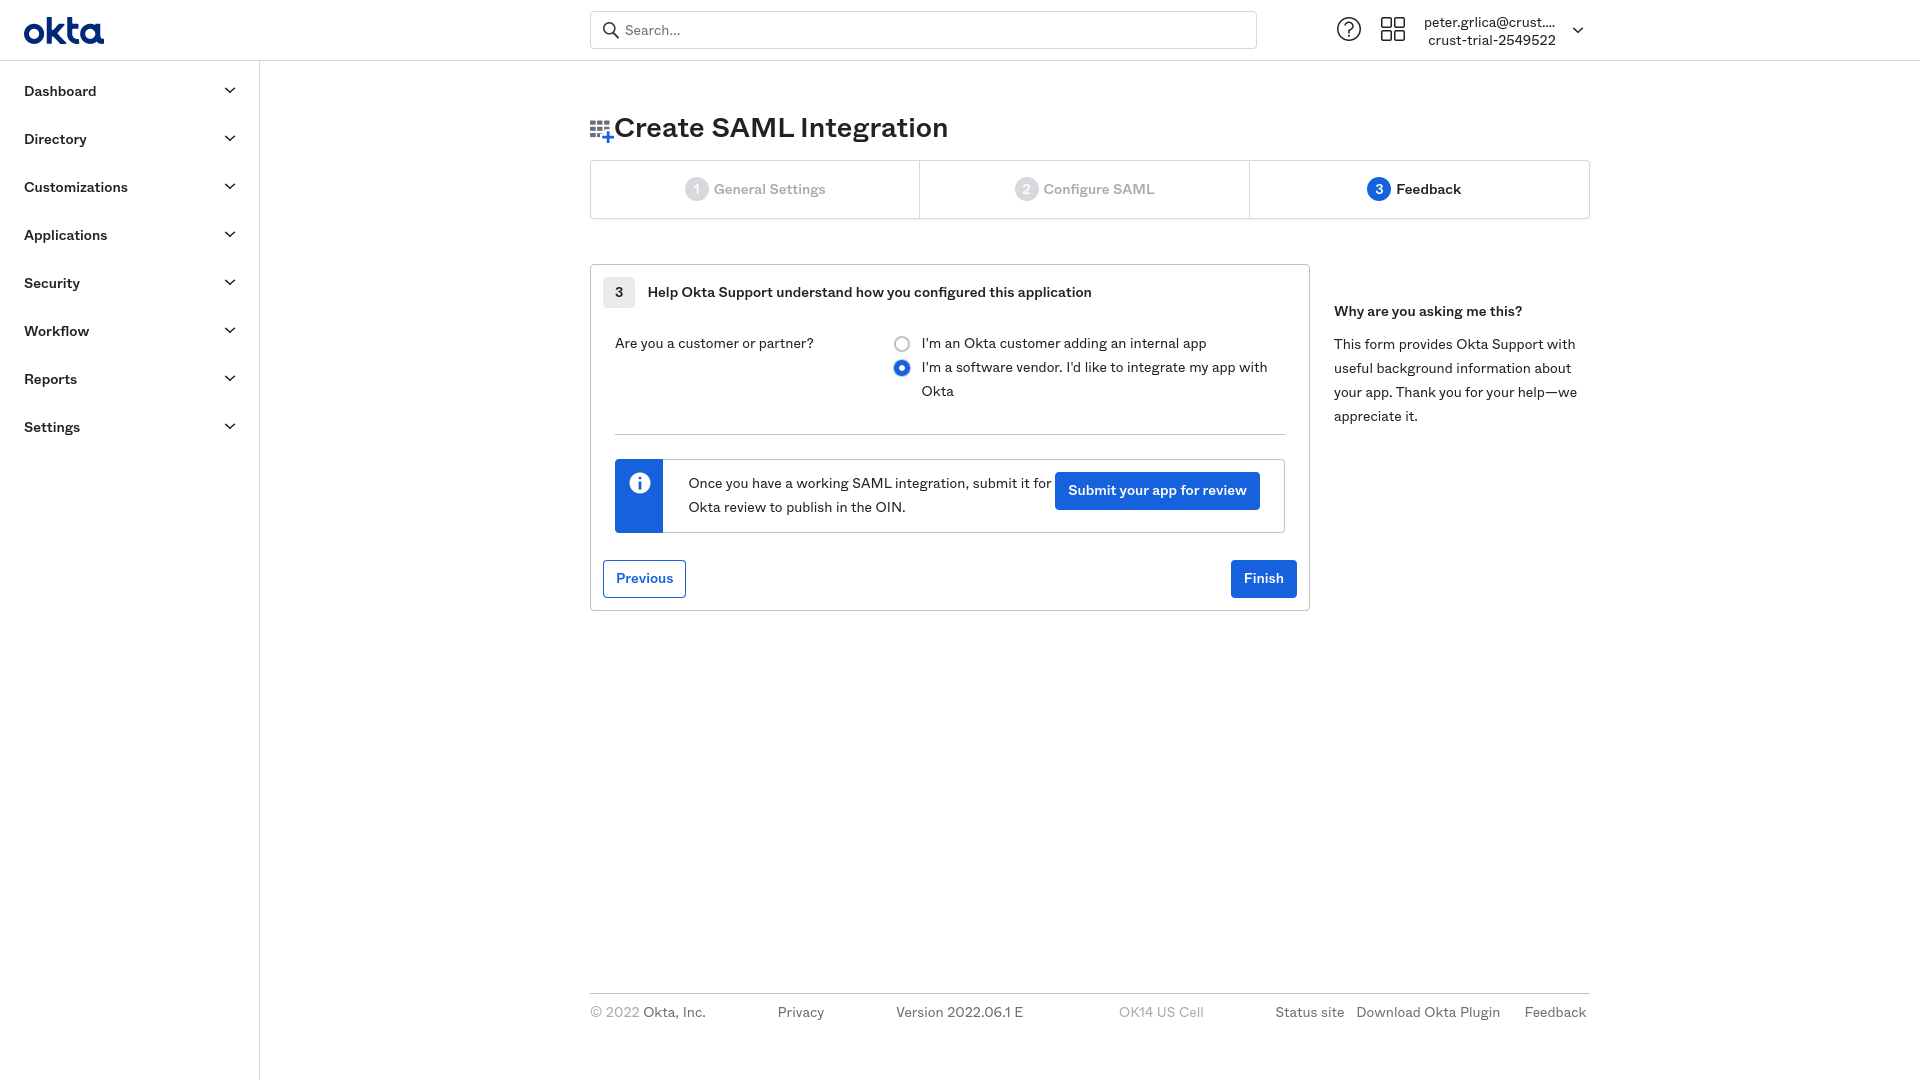 okta
Search...
peter.grlica@crust....
crust-trial-2549522
Dashboard
Directory
Customizations
Applications
Security
Workflow
Reports
Settings
Create SAML Integration
1 General Settings
2 Configure SAML
3 Feedback
3 Help Okta Support understand how you configured this application
Are you a customer or partner?
I'm an Okta customer adding an internal app
I'm a software vendor. I'd like to integrate my app with
Okta
Once you have a working SAML integration, submit it for
Okta review to publish in the OIN.
Submit your app for review
Previous
Finish
Why are you asking me this?
This form provides Okta Support with
useful background information about
your app. Thank you for your help—we
appreciate it.
© 2022 Okta, Inc.
Privacy
Version 2022.06.1 E
OK14 US Cell
Status site
Download Okta Plugin
Feedback